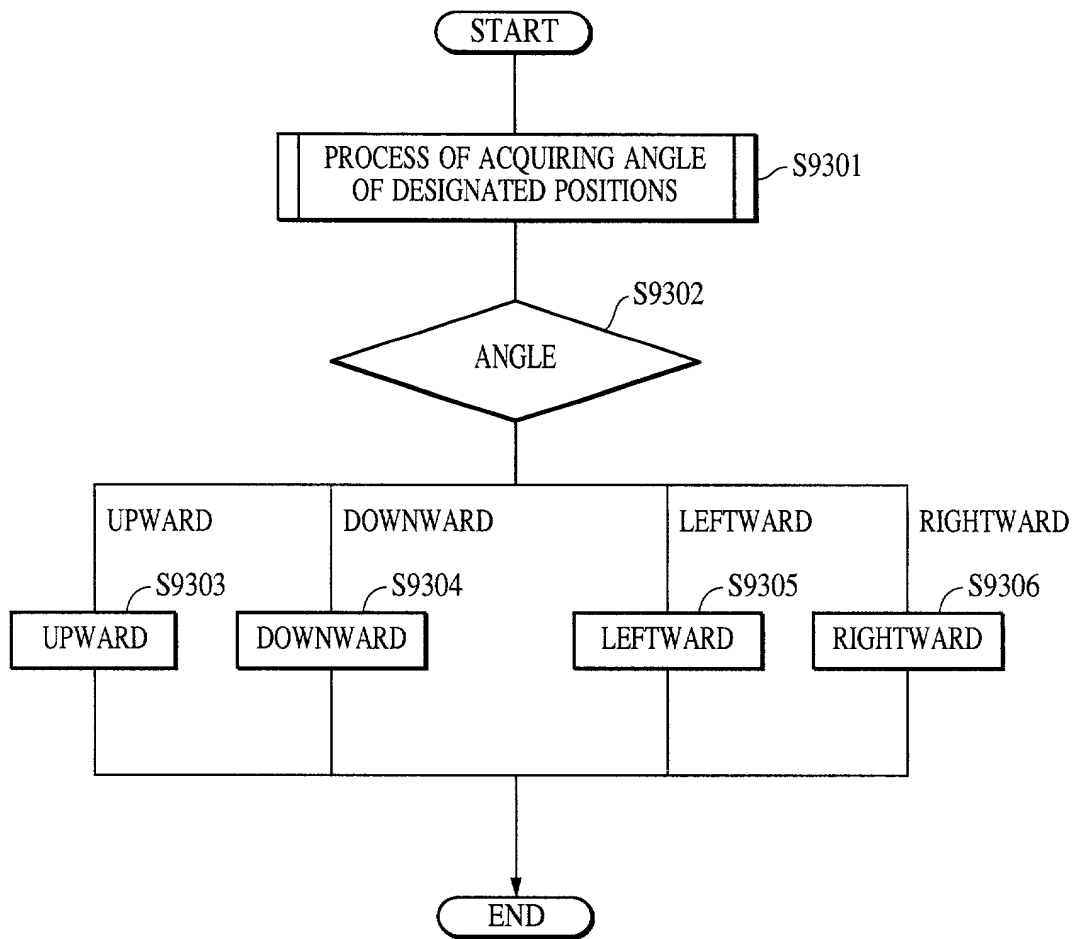 START
PROCESS OF ACQUIRING ANGLE
OF DESIGNATED POSITIONS
S9301
S9302
ANGLE
UPWARD
DOWNWARD
LEFTWARD
RIGHTWARD
S9303
S9304
S9305
S9306
UPWARD
DOWNWARD
LEFTWARD
RIGHTWARD
END